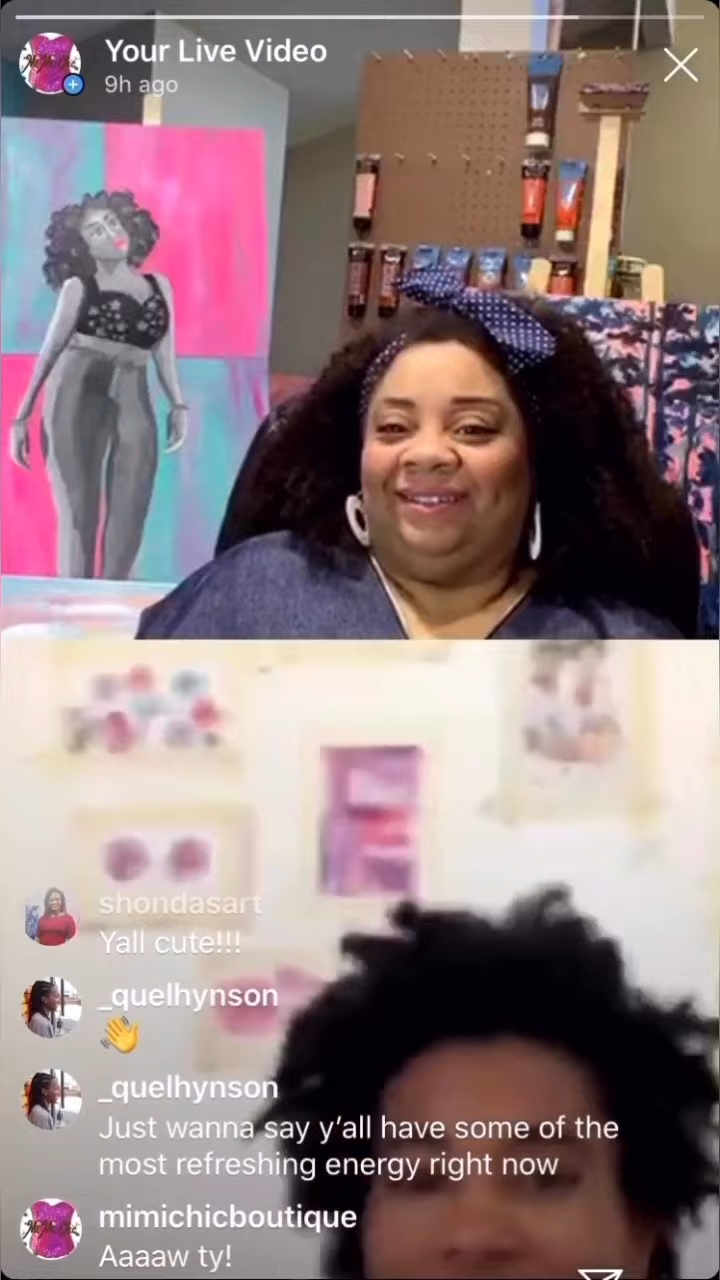 Your Live Video
9h ago
shondasart
Yall cute!!!
_quelhynson
👋
_quelhynson
Just wanna say y’all have some of the
most refreshing energy right now
mimichicboutique
Aaaaw ty!